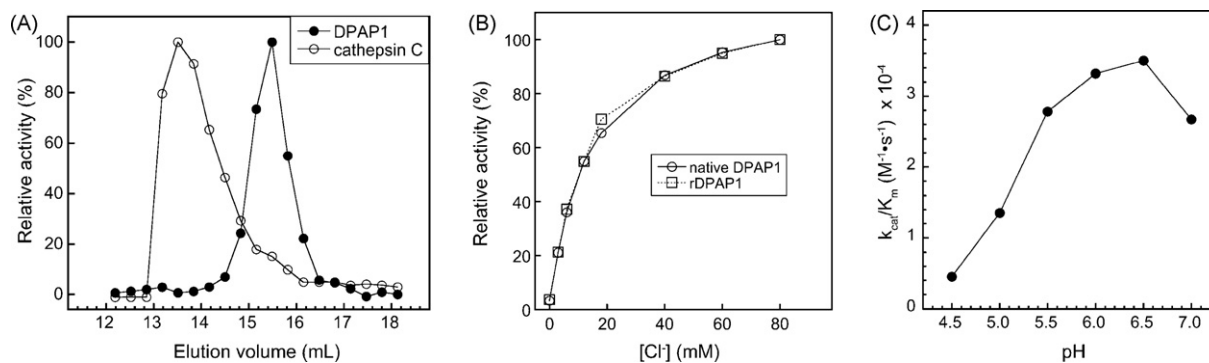 (A)
DPAP1
cathepsin C
Relative activity (%)
100
80
60
40
20
0
12 13 14 15 16 17 18
Elution volume (mL)
(B)
Relative activity (%)
100
80
60
40
20
0
native DPAP1
rDPAP1
0 20 40 60 80
[Cl⁻] (mM)
(C)
k_cat/K_m (M⁻¹•s⁻¹) x 10⁻⁴
4
3
2
1
0
4.5 5.0 5.5 6.0 6.5 7.0
pH